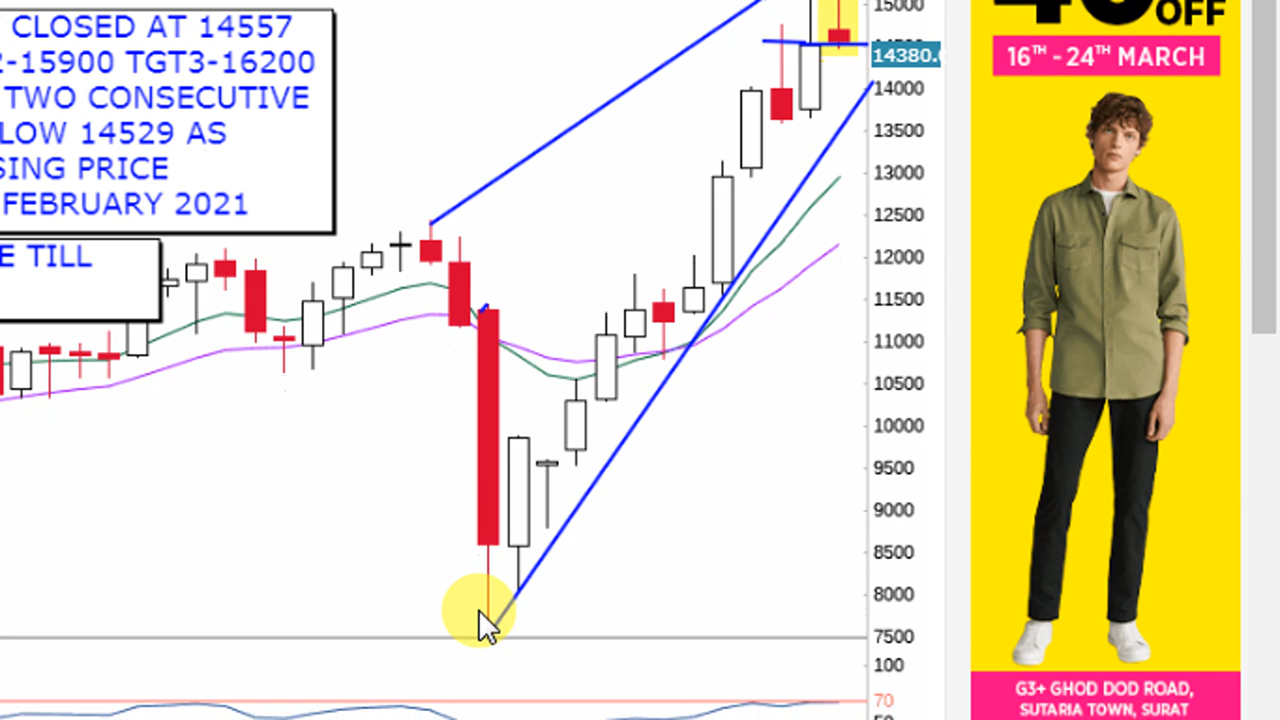 CLOSED AT 14557
-15900 TGT3-16200
TWO CONSECUTIVE
LOW 14529 AS
SING PRICE
FEBRUARY 2021
E TILL
15000
14380.
14000
13500
13000
12500
12000
11500
11000
10500
10000
9500
9000
8500
8000
7500
100
70
OFF
16TH - 24TH MARCH
G3+ GHOD DOD ROAD,
SUTARIA TOWN, SURAT